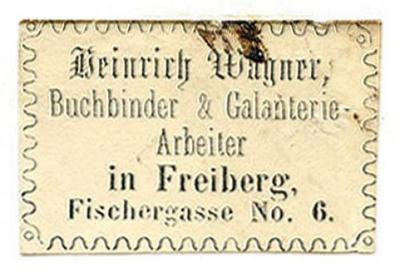 Heinrich Wagner,
Buchbinder & Galanterie-
Arbeiter
in Freiberg,
Fischergasse No. 6.